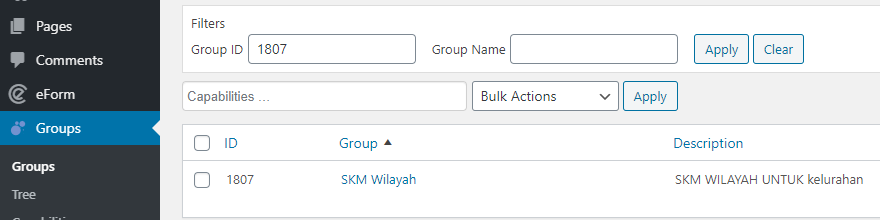 Pages
Comments
eForm
Groups
Groups
Tree
Filters
Group ID 1807 Group Name Apply Clear
Capabilities ... Bulk Actions Apply
ID Group Description
1807 SKM Wilayah SKM WILAYAH UNTUK kelurahan